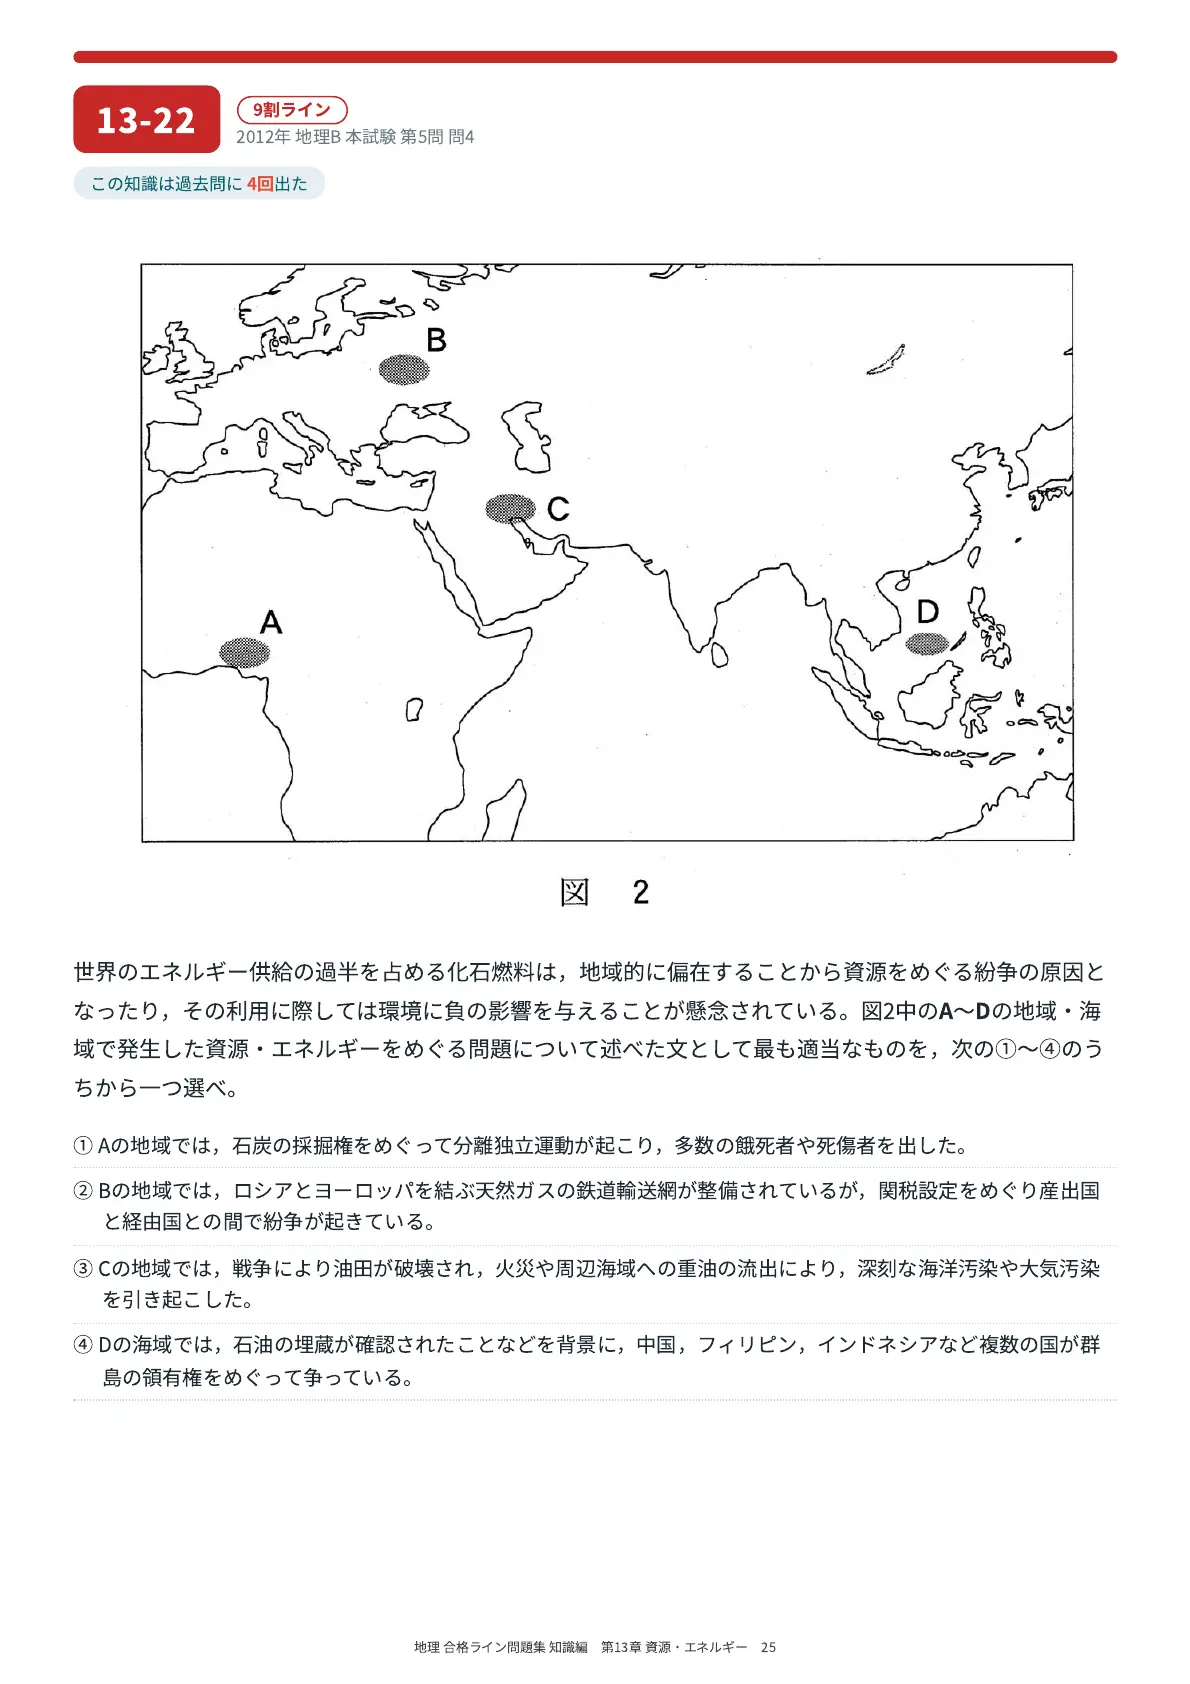 13-22
9割ライン
2012年 地理B 本試験 第5問 問4
この知識は過去問に 4回出た
B
C
A
D
図 2
世界のエネルギー供給の過半を占める化石燃料は，地域的に偏在することから資源をめぐる紛争の原因と
なったり，その利用に際しては環境に負の影響を与えることが懸念されている。図2中のA〜Dの地域・海
域で発生した資源・エネルギーをめぐる問題について述べた文として最も適当なものを，次の①〜④のう
ちから一つ選べ。
① Aの地域では，石炭の採掘権をめぐって分離独立運動が起こり，多数の餓死者や死傷者を出した。
② Bの地域では，ロシアとヨーロッパを結ぶ天然ガスの鉄道輸送網が整備されているが，関税設定をめぐり産出国
と経由国との間で紛争が起きている。
③ Cの地域では，戦争により油田が破壊され，火災や周辺海域への重油の流出により，深刻な海洋汚染や大気汚染
を引き起こした。
④ Dの海域では，石油の埋蔵が確認されたことなどを背景に，中国，フィリピン，インドネシアなど複数の国が群
島の領有権をめぐって争っている。
地理 合格ライン問題集 知識編 第13章 資源・エネルギー 25